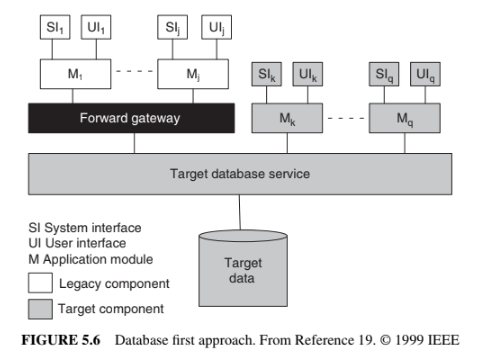 SI1 UI1 SIj UIj
M1 Mj
SIk UIk SIq UIq
Forward gateway
Mk Mq
Target database service
SI System interface
UI User interface
M Application module
Legacy component
Target component
Target
data
FIGURE 5.6 Database first approach. From Reference 19. © 1999 IEEE